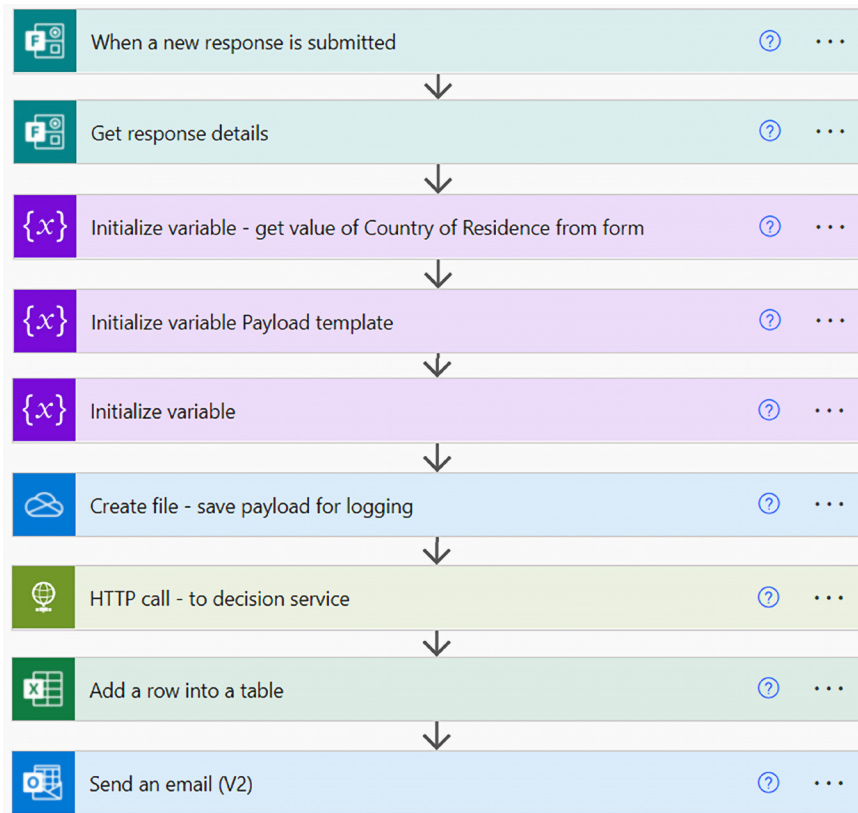 When a new response is submitted
Get response details
Initialize variable - get value of Country of Residence from form
Initialize variable Payload template
Initialize variable
Create file - save payload for logging
HTTP call - to decision service
Add a row into a table
Send an email (V2)